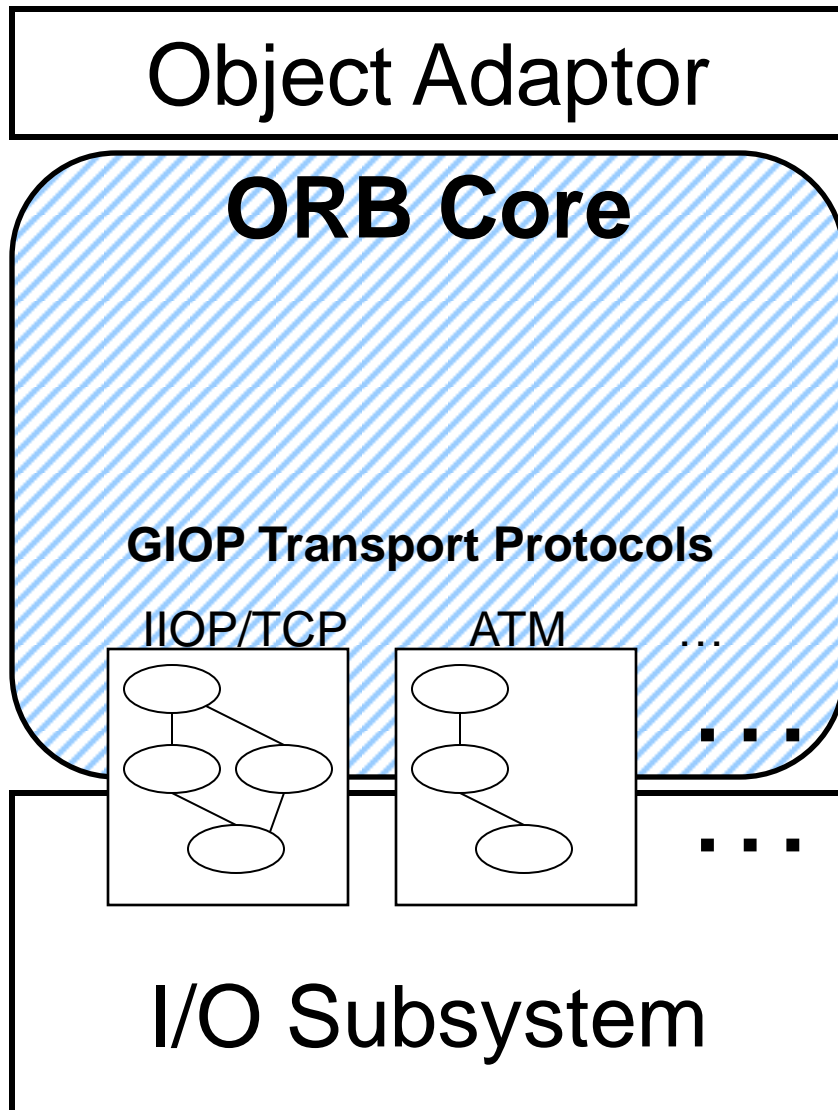 Object Adaptor
ORB Core
GIOP Transport Protocols
IIOP/TCP ATM …
. . .
. . .
I/O Subsystem